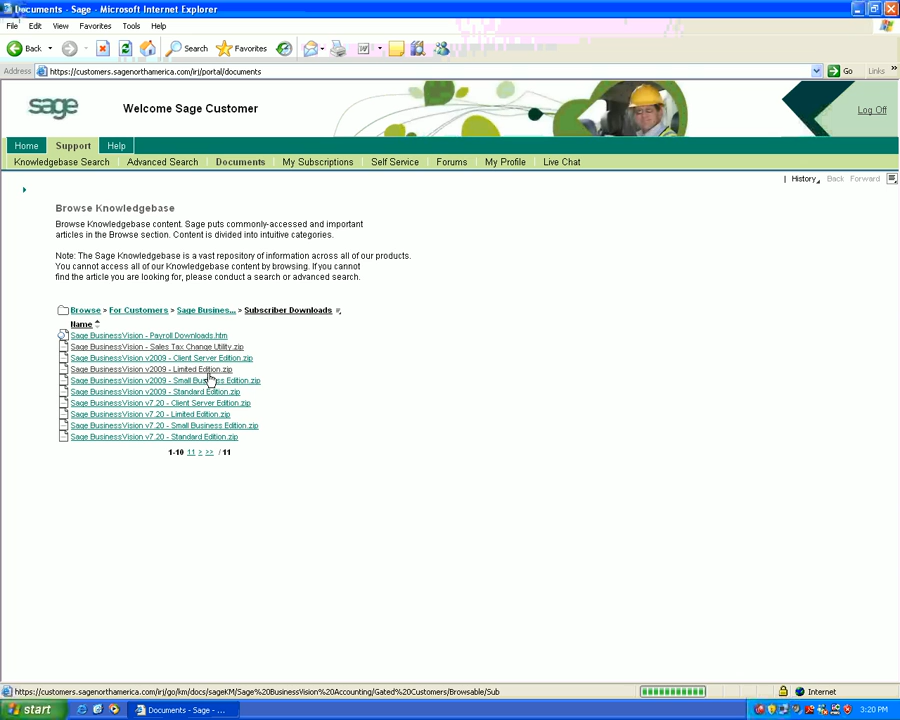 Documents - Sage - Microsoft Internet Explorer
File Edit View Favorites Tools Help
Back Search Favorites
Address https://customers.sagenorthamerica.com/irj/portal/documents Go Links »
sage Welcome Sage Customer Log Off
Home Support Help
Knowledgebase Search Advanced Search Documents My Subscriptions Self Service Forums My Profile Live Chat
| History Back Forward
Browse Knowledgebase
Browse Knowledgebase content. Sage puts commonly-accessed and important
articles in the Browse section. Content is divided into intuitive categories.
Note: The Sage Knowledgebase is a vast repository of information across all of our products.
You cannot access all of our Knowledgebase content by browsing. If you cannot
find the article you are looking for, please conduct a search or advanced search.
Browse > For Customers > Sage Busines... > Subscriber Downloads
Name
Sage BusinessVision - Payroll Downloads.htm
Sage BusinessVision - Sales Tax Change Utility.zip
Sage BusinessVision v2009 - Client Server Edition.zip
Sage BusinessVision v2009 - Limited Edition.zip
Sage BusinessVision v2009 - Small Business Edition.zip
Sage BusinessVision v2009 - Standard Edition.zip
Sage BusinessVision v7.20 - Client Server Edition.zip
Sage BusinessVision v7.20 - Limited Edition.zip
Sage BusinessVision v7.20 - Small Business Edition.zip
Sage BusinessVision v7.20 - Standard Edition.zip
1-10 11 > >> / 11
https://customers.sagenorthamerica.com/irj/go/km/docs/sageKM/Sage%20BusinessVision%20Accounting/Gated%20Customers/Browsable/Sub Internet
start Documents - Sage - ... 3:20 PM